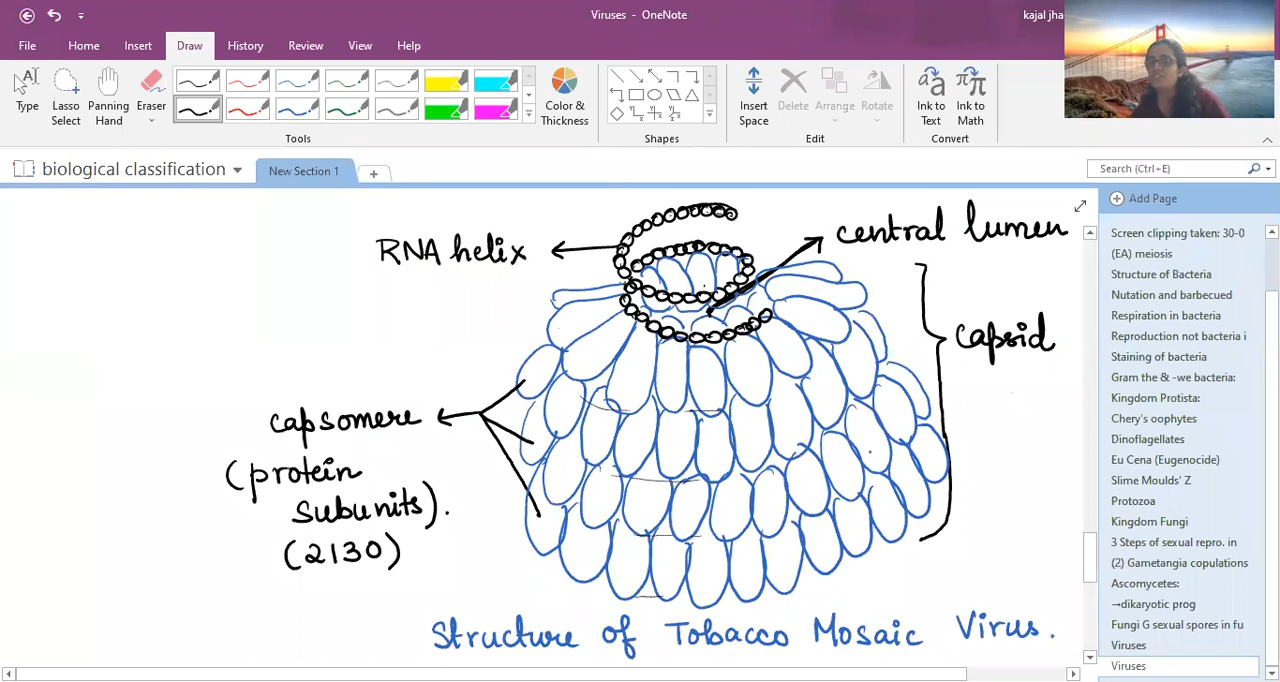 Viruses - OneNote
kajal jha
File Home Insert Draw History Review View Help
Type
Lasso Select
Panning Hand
Eraser
Color & Thickness
Insert Space
Delete
Arrange
Rotate
Ink to Text
Ink to Math
Tools
Shapes
Edit
Convert
biological classification
New Section 1
Search (Ctrl+E)
RNA helix
central lumen
capsid
capsomere
(protein
subunits).
(2130)
Structure of Tobacco Mosaic Virus.
Add Page
Screen clipping taken: 30-0
(EA) meiosis
Structure of Bacteria
Nutation and barbecued
Respiration in bacteria
Reproduction not bacteria i
Staining of bacteria
Gram the & -we bacteria:
Kingdom Protista:
Chery's oophytes
Dinoflagellates
Eu Cena (Eugenocide)
Slime Moulds' Z
Protozoa
Kingdom Fungi
3 Steps of sexual repro. in
(2) Gametangia copulations
Ascomycetes:
→dikaryotic prog
Fungi G sexual spores in fu
Viruses
Viruses